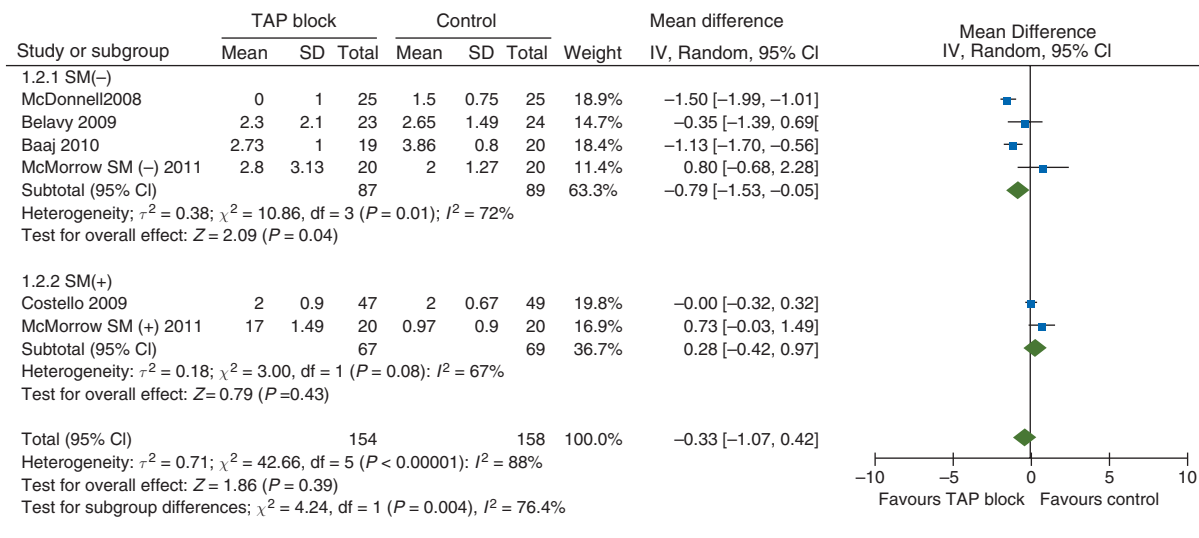 TAP block Control Mean difference Mean Difference
Study or subgroup Mean SD Total Mean SD Total Weight IV, Random, 95% CI IV, Random, 95% CI
1.2.1 SM(–)
McDonnell2008 0 1 25 1.5 0.75 25 18.9% –1.50 [–1.99, –1.01]
Belavy 2009 2.3 2.1 23 2.65 1.49 24 14.7% –0.35 [–1.39, 0.69[
Baaj 2010 2.73 1 19 3.86 0.8 20 18.4% –1.13 [–1.70, –0.56]
McMorrow SM (–) 2011 2.8 3.13 20 2 1.27 20 11.4% 0.80 [–0.68, 2.28]
Subtotal (95% CI) 87 89 63.3% –0.79 [–1.53, –0.05]
Heterogeneity; τ² = 0.38; χ² = 10.86, df = 3 (P = 0.01); I² = 72%
Test for overall effect: Z = 2.09 (P = 0.04)
1.2.2 SM(+)
Costello 2009 2 0.9 47 2 0.67 49 19.8% –0.00 [–0.32, 0.32]
McMorrow SM (+) 2011 17 1.49 20 0.97 0.9 20 16.9% 0.73 [–0.03, 1.49]
Subtotal (95% CI) 67 69 36.7% 0.28 [–0.42, 0.97]
Heterogeneity: τ² = 0.18; χ² = 3.00, df = 1 (P = 0.08): I² = 67%
Test for overall effect: Z= 0.79 (P =0.43)
Total (95% CI) 154 158 100.0% –0.33 [–1.07, 0.42]
Heterogeneity: τ² = 0.71; χ² = 42.66, df = 5 (P < 0.00001): I² = 88%
Test for overall effect: Z = 1.86 (P = 0.39)
Test for subgroup differences; χ² = 4.24, df = 1 (P = 0.004), I² = 76.4%
–10 –5 0 5 10
Favours TAP block Favours control